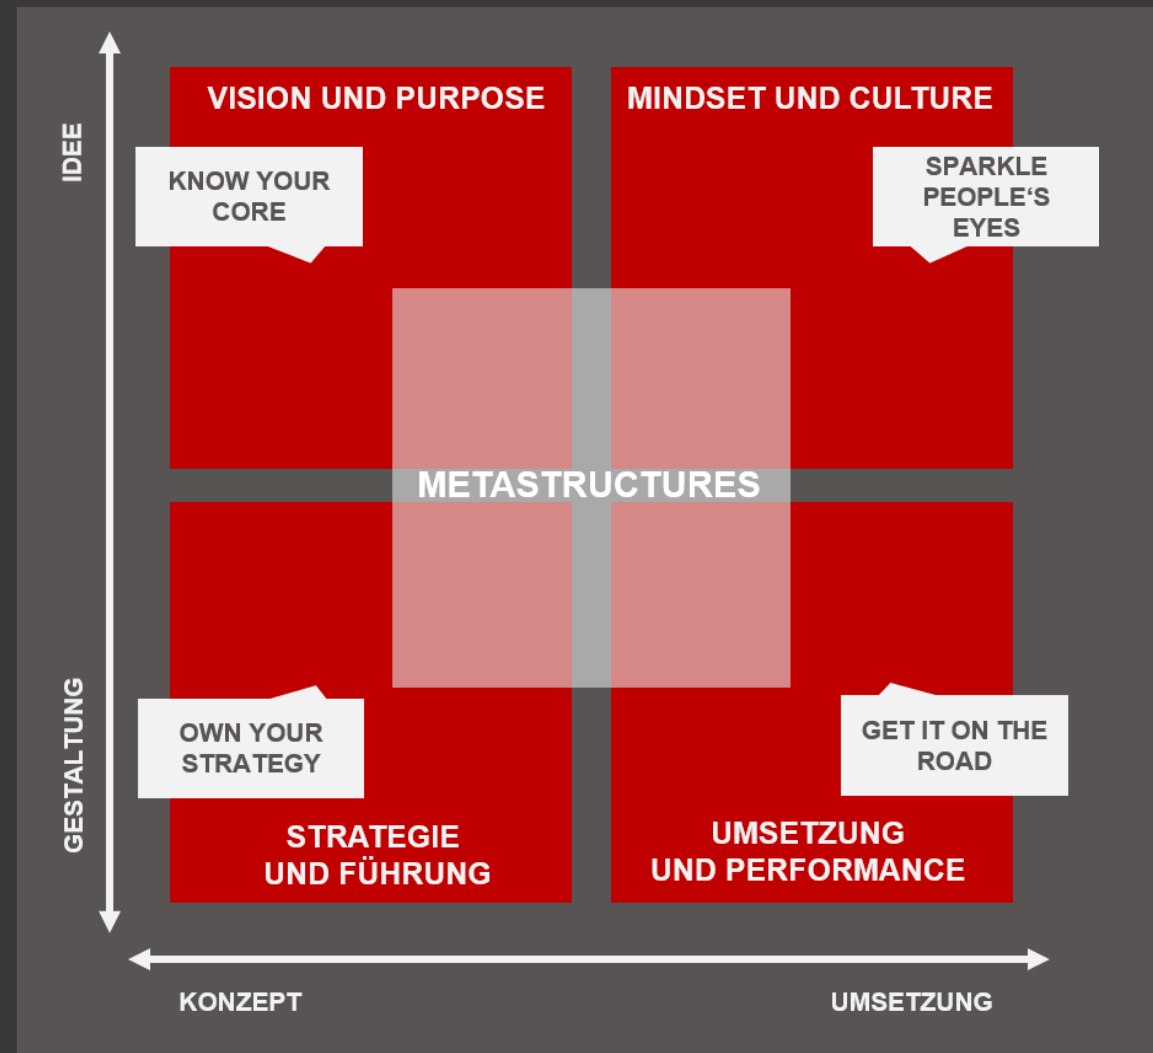 IDEE
VISION UND PURPOSE
KNOW YOUR
CORE
MINDSET UND CULTURE
SPARKLE
PEOPLE‘S
EYES
METASTRUCTURES
GESTALTUNG
OWN YOUR
STRATEGY
STRATEGIE
UND FÜHRUNG
GET IT ON THE
ROAD
UMSETZUNG
UND PERFORMANCE
KONZEPT
UMSETZUNG